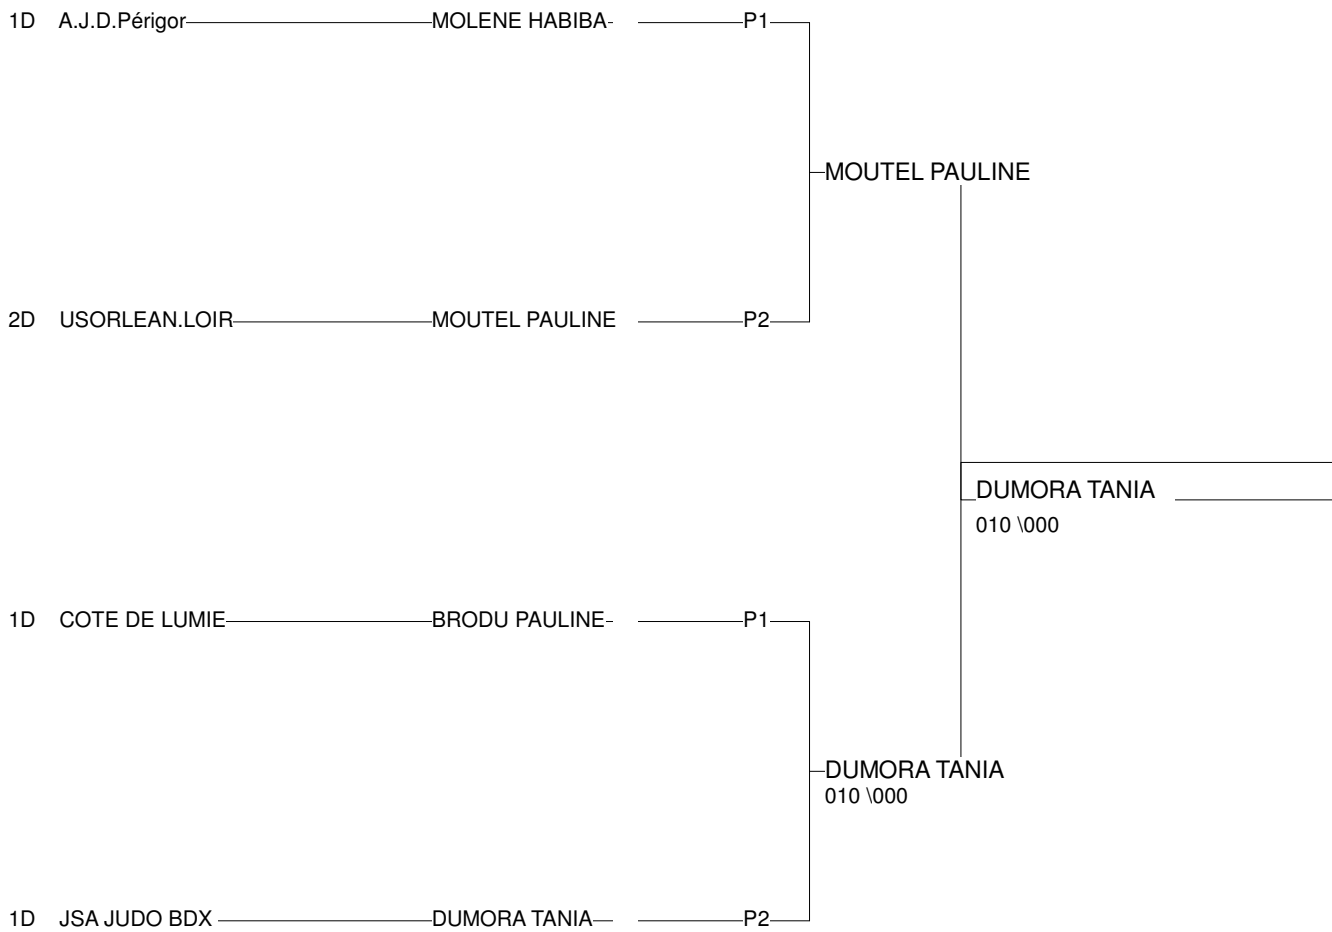 1D A.J.D.Périgor MOLENE HABIBA P1
MOUTEL PAULINE
2D USORLEAN.LOIR MOUTEL PAULINE P2
DUMORA TANIA
010 \000
1D COTE DE LUMIE BRODU PAULINE P1
DUMORA TANIA
010 \000
1D JSA JUDO BDX DUMORA TANIA P2